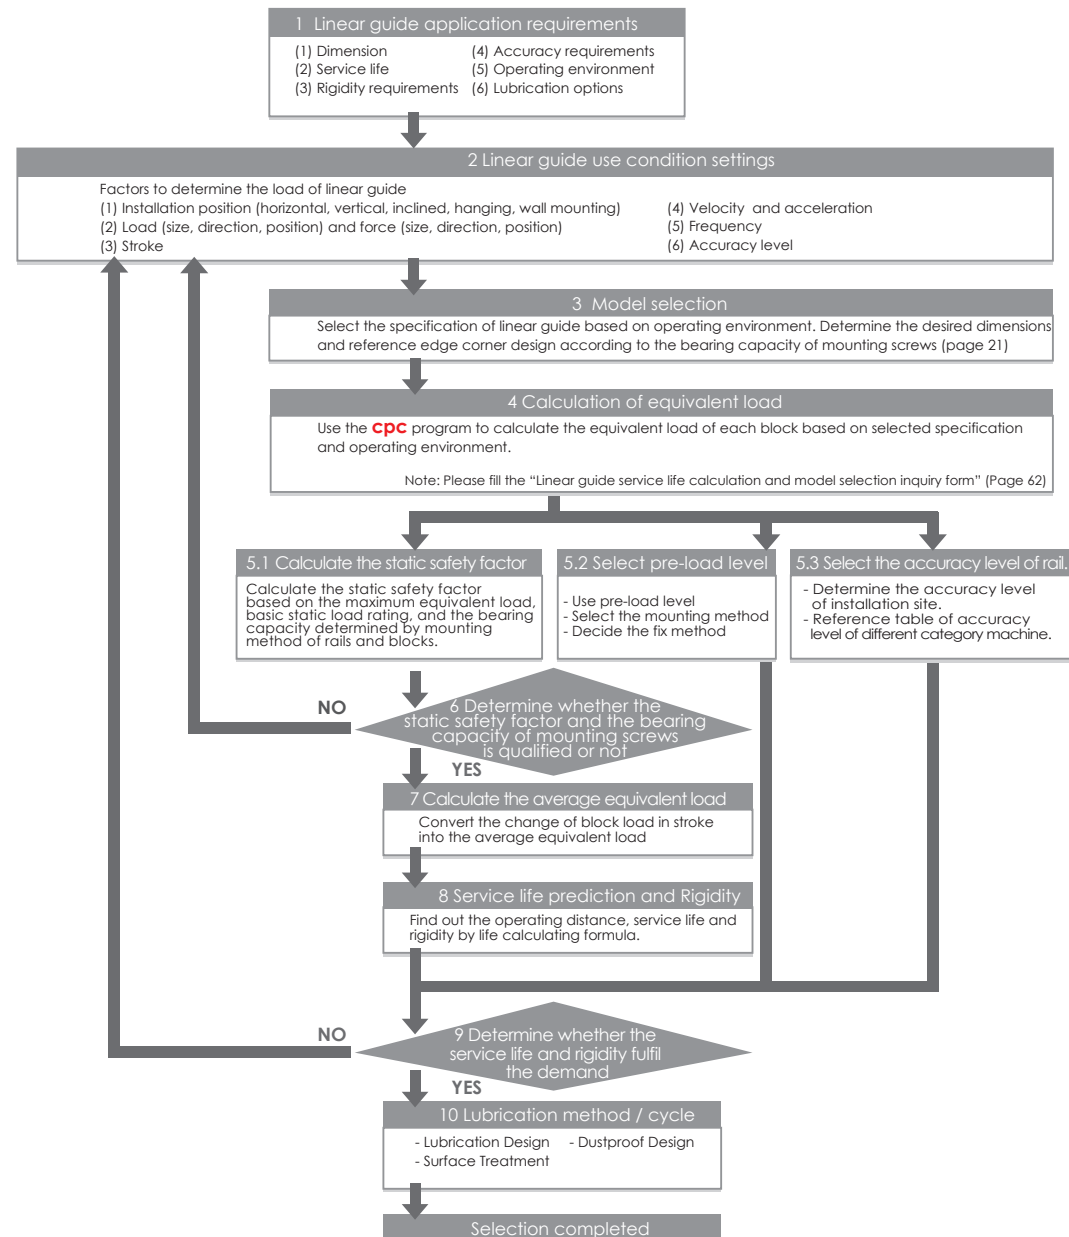 1 Linear guide application requirements
(1) Dimension
(2) Service life
(3) Rigidity requirements
(4) Accuracy requirements
(5) Operating environment
(6) Lubrication options
2 Linear guide use condition settings
Factors to determine the load of linear guide
(1) Installation position (horizontal, vertical, inclined, hanging, wall mounting)
(2) Load (size, direction, position) and force (size, direction, position)
(3) Stroke
(4) Velocity and acceleration
(5) Frequency
(6) Accuracy level
3 Model selection
Select the specification of linear guide based on operating environment. Determine the desired dimensions
and reference edge corner design according to the bearing capacity of mounting screws (page 21)
4 Calculation of equivalent load
Use the cpc program to calculate the equivalent load of each block based on selected specification
and operating environment.
Note: Please fill the “Linear guide service life calculation and model selection inquiry form” (Page 62)
5.1 Calculate the static safety factor
Calculate the static safety factor
based on the maximum equivalent load,
basic static load rating, and the bearing
capacity determined by mounting
method of rails and blocks.
5.2 Select pre-load level
- Use pre-load level
- Select the mounting method
- Decide the fix method
5.3 Select the accuracy level of rail.
- Determine the accuracy level
of installation site.
- Reference table of accuracy
level of different category machine.
NO
6 Determine whether the
static safety factor and the bearing
capacity of mounting screws
is qualified or not
YES
7 Calculate the average equivalent load
Convert the change of block load in stroke
into the average equivalent load
8 Service life prediction and Rigidity
Find out the operating distance, service life and
rigidity by life calculating formula.
NO
9 Determine whether the
service life and rigidity fulfil
the demand
YES
10 Lubrication method / cycle
- Lubrication Design - Dustproof Design
- Surface Treatment
Selection completed